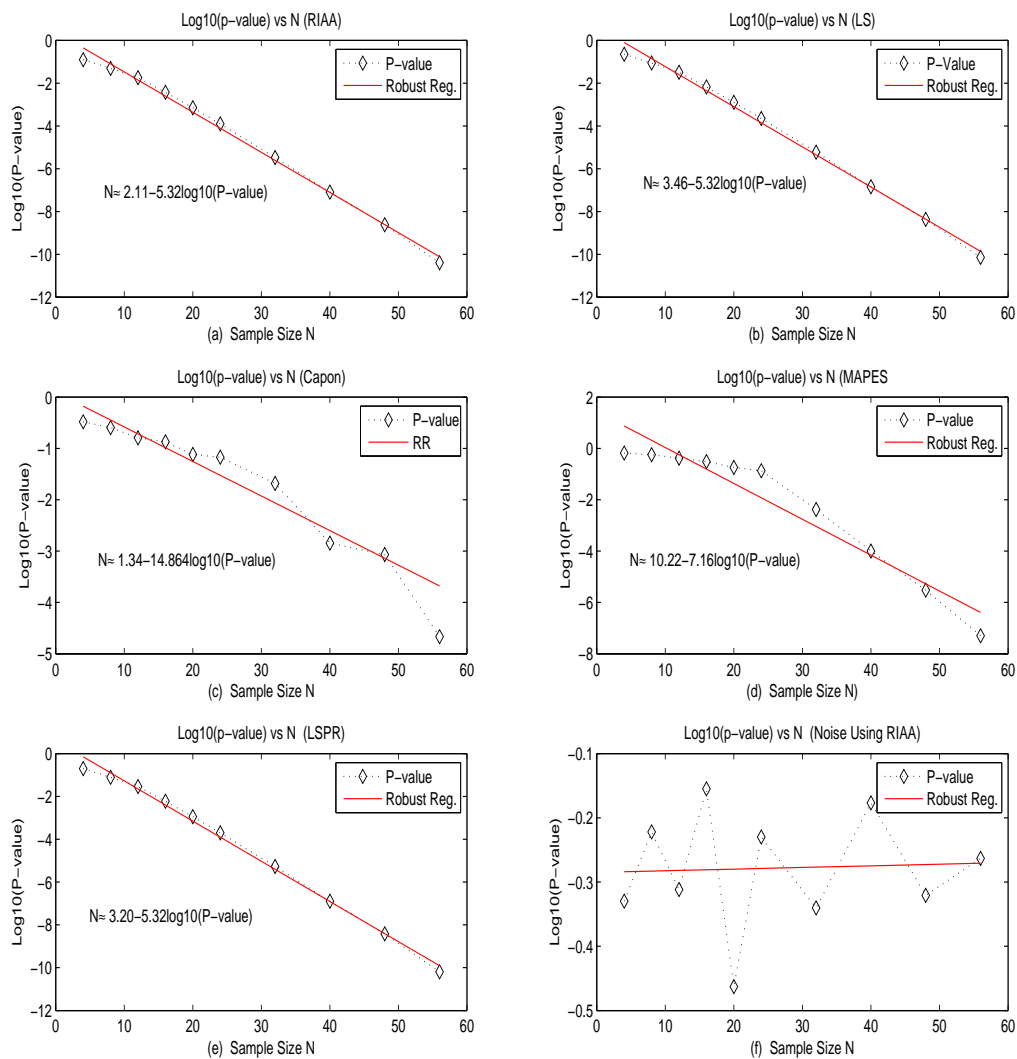 Log10(p-value) vs N (RIAA)
0
−2
−4
−6
−8
−10
−12
Log10(P-value)
P-value
Robust Reg.
N≈ 2.11−5.32log10(P-value)
0 10 20 30 40 50 60
(a) Sample Size N
Log10(p-value) vs N (LS)
0
−2
−4
−6
−8
−10
−12
Log10(P-value)
P-Value
Robust Reg.
N≈ 3.46−5.32log10(P-value)
0 10 20 30 40 50 60
(b) Sample Size N
Log10(p-value) vs N (Capon)
0
−1
−2
−3
−4
−5
Log10(P-value)
P-value
RR
N≈ 1.34−14.864log10(P-value)
0 10 20 30 40 50 60
(c) Sample Size N
Log10(p-value) vs N (MAPES
2
0
−2
−4
−6
−8
Log10(P-value)
P-value
Robust Reg.
N≈ 10.22−7.16log10(P-value)
0 10 20 30 40 50 60
(d) Sample Size N)
Log10(p-value) vs N (LSPR)
0
−2
−4
−6
−8
−10
−12
Log10(P-value)
P-value
Robust Reg.
N≈ 3.20−5.32log10(P-value)
0 10 20 30 40 50 60
(e) Sample Size N
Log10(p-value) vs N (Noise Using RIAA)
−0.1
−0.2
−0.3
−0.4
−0.5
Log10(P-value)
P-value
Robust Reg.
0 10 20 30 40 50 60
(f) Sample Size N